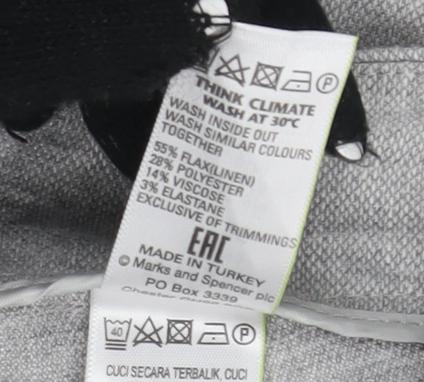 P
THINK CLIMATE
WASH AT 30°C
WASH INSIDE OUT
WASH SIMILAR COLOURS
TOGETHER
55% FLAX(LINEN)
28% POLYESTER
14% VISCOSE
3% ELASTANE
EXCLUSIVE OF TRIMMINGS
EAC
MADE IN TURKEY
© Marks and Spencer plc
PO Box 3339
40 P
CUCI SECARA TERBALIK, CUCI